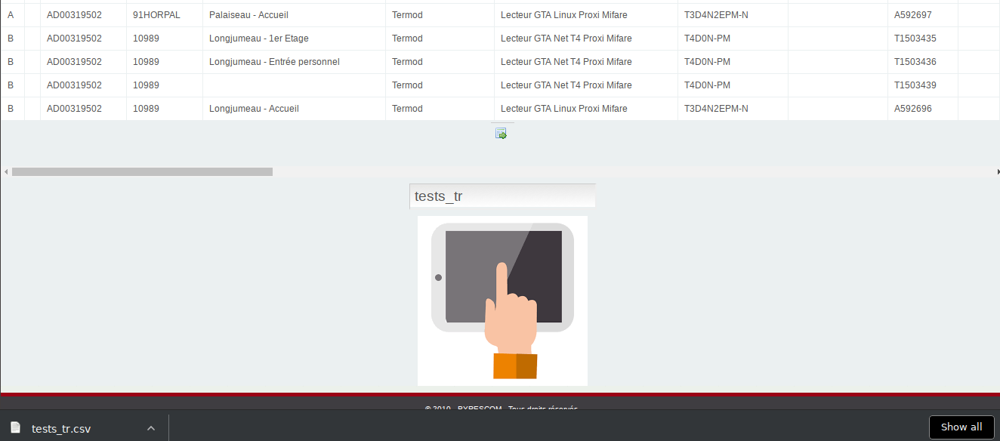 A AD00319502 91HORPAL Palaiseau - Accueil Termod Lecteur GTA Linux Proxi Mifare T3D4N2EPM-N A592697
B AD00319502 10989 Longjumeau - 1er Etage Termod Lecteur GTA Net T4 Proxi Mifare T4D0N-PM T1503435
B AD00319502 10989 Longjumeau - Entrée personnel Termod Lecteur GTA Net T4 Proxi Mifare T4D0N-PM T1503436
B AD00319502 10989 Termod Lecteur GTA Net T4 Proxi Mifare T4D0N-PM T1503439
B AD00319502 10989 Longjumeau - Accueil Termod Lecteur GTA Linux Proxi Mifare T3D4N2EPM-N A592696
tests_tr
© 2010 - Tous droits réservés
tests_tr.csv
Show all